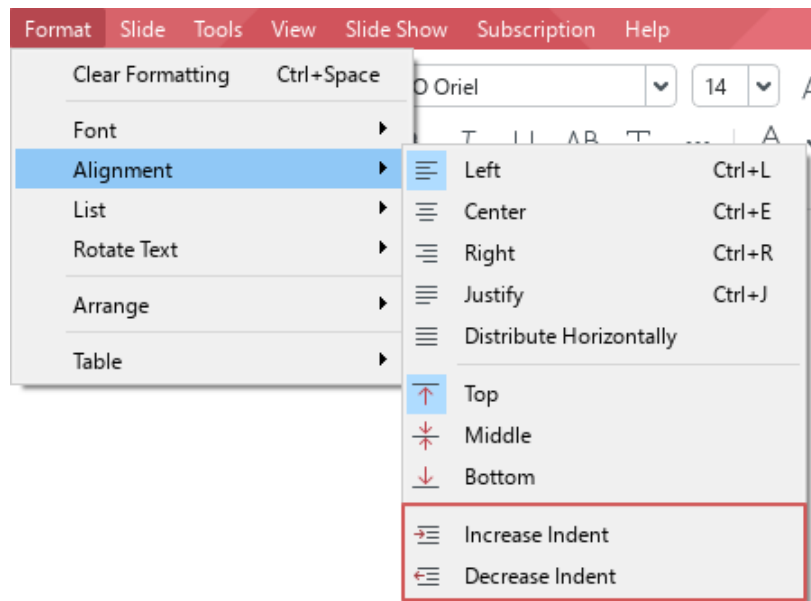 Format Slide Tools View Slide Show Subscription Help
Clear Formatting Ctrl+Space
O Oriel 14
Font
Alignment
List
Rotate Text
Arrange
Table
Left Ctrl+L
Center Ctrl+E
Right Ctrl+R
Justify Ctrl+J
Distribute Horizontally
Top
Middle
Bottom
Increase Indent
Decrease Indent